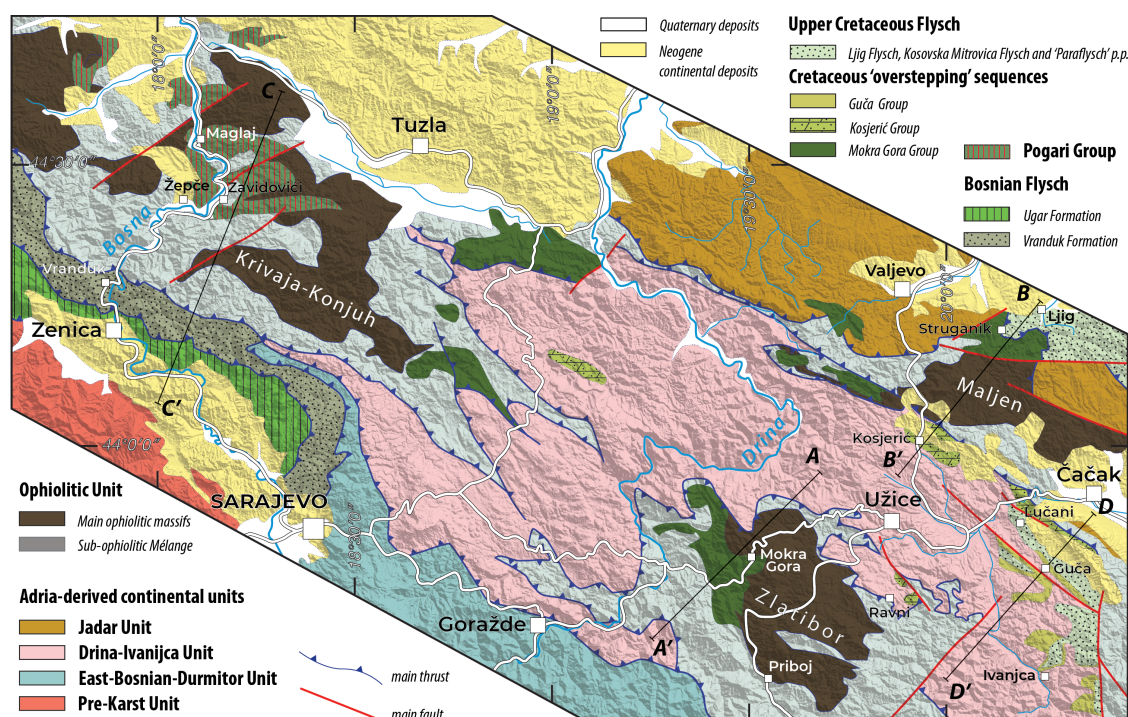 Quaternary deposits
Neogene
continental deposits
Upper Cretaceous Flysch
Ljig Flysch, Kosovska Mitrovica Flysch and ‘Paraflysch’ p.p.
Cretaceous ‘overstepping’ sequences
Guča Group
Kosjerić Group
Mokra Gora Group
Pogari Group
Bosnian Flysch
Ugar Formation
Vranduk Formation
18°0'0"
19°0'0"
19°30'0"
20°0'0"
44°30'0"
44°0'0"
18°30'0"
C
Tuzla
Maglaj
Žepče
Zavidovići
Bosna
Vranduk
Krivaja-Konjuh
Zenica
C'
Valjevo
B
Ljig
Struganik
Maljen
Drina
Kosjerić
B'
A
Čačak
Užice
D
Lučani
SARAJEVO
Mokra
Gora
Guča
Zlatibor
Ravni
Goražde
A'
Priboj
Ivanjca
D'
Ophiolitic Unit
Main ophiolitic massifs
Sub-ophiolitic Mélange
Adria-derived continental units
Jadar Unit
Drina-Ivanijca Unit
East-Bosnian-Durmitor Unit
Pre-Karst Unit
main thrust
main fault